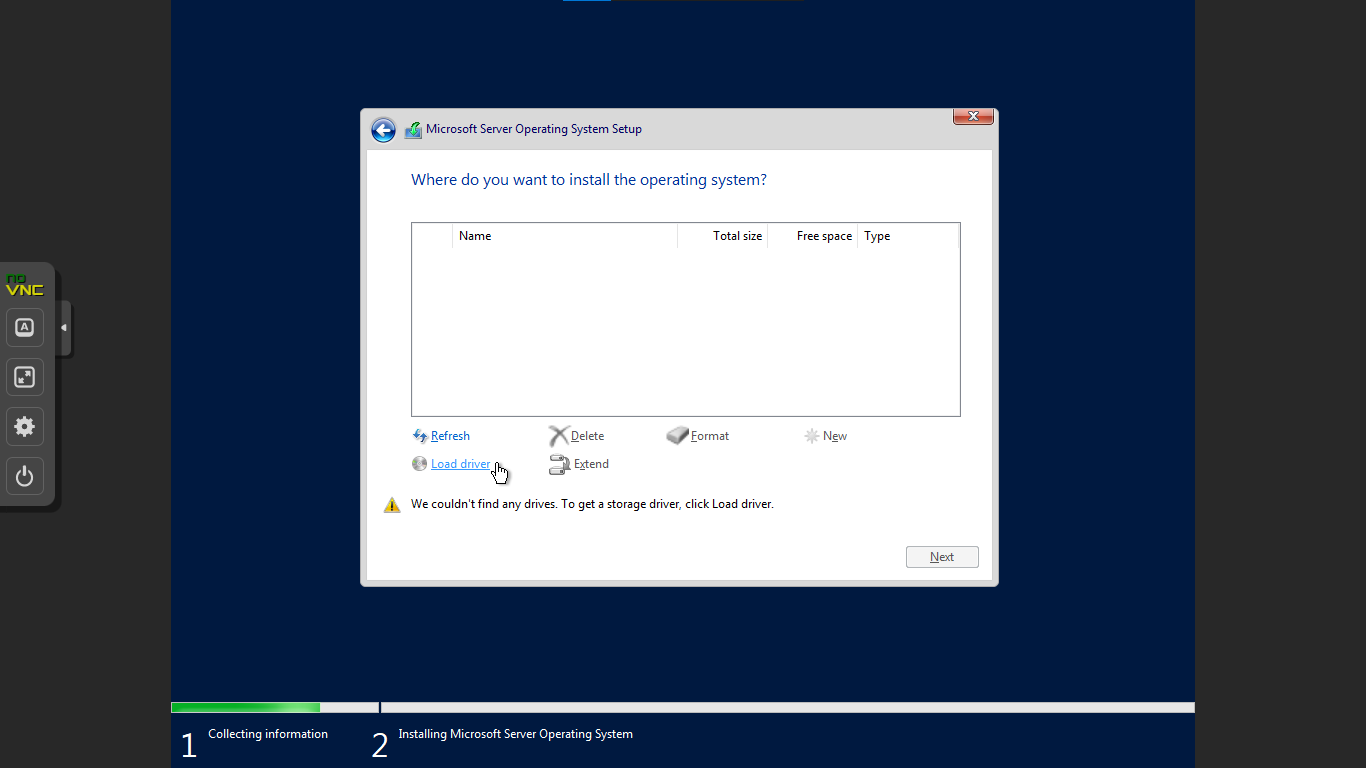 Microsoft Server Operating System Setup
Where do you want to install the operating system?
Name Total size Free space Type
Refresh Delete Format New
Load driver Extend
We couldn't find any drives. To get a storage driver, click Load driver.
Next
no
VNC
A
1 Collecting information 2 Installing Microsoft Server Operating System